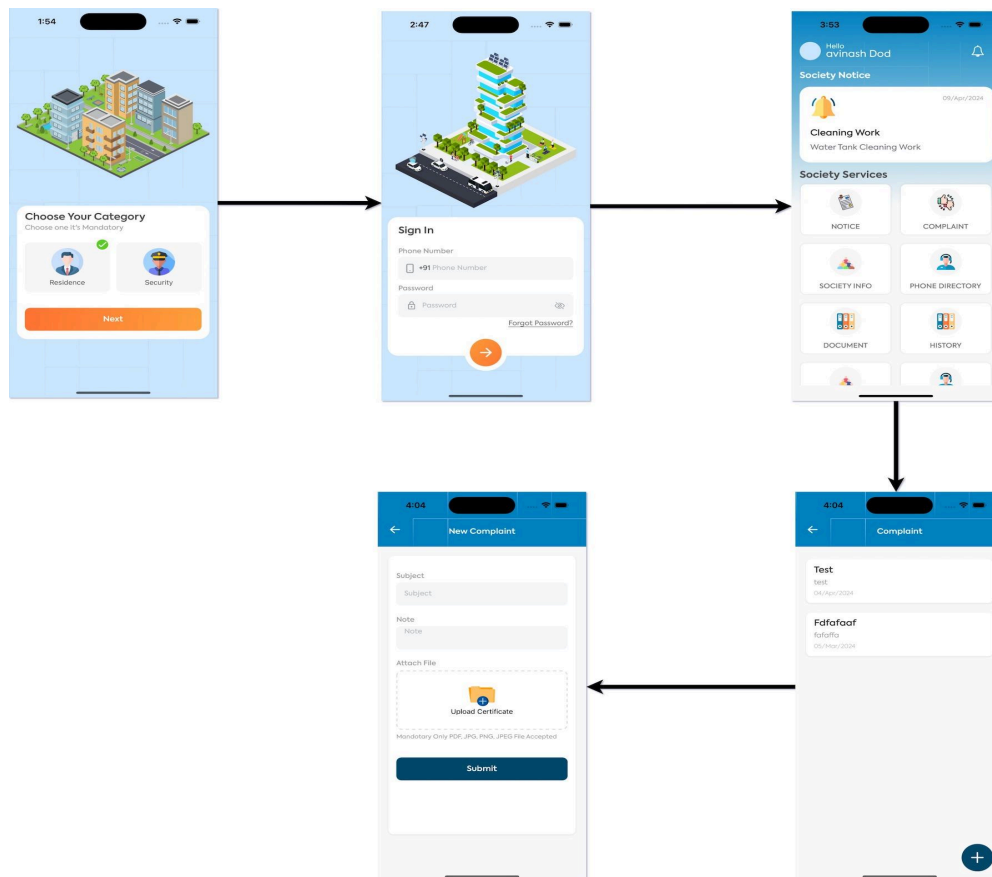 1:54
Choose Your Category
Choose one it's Mandatory
Residence
Security
Next
2:47
Sign In
Phone Number
+91 Phone Number
Password
Password
Forgot Password?
3:53
Hello
avinash Dod
Society Notice
09/Apr/2024
Cleaning Work
Water Tank Cleaning Work
Society Services
NOTICE
COMPLAINT
SOCIETY INFO
PHONE DIRECTORY
DOCUMENT
HISTORY
4:04
Complaint
Test
test
04/Apr/2024
Fdfafaaf
fafaffa
05/Mar/2024
4:04
New Complaint
Subject
Subject
Note
Note
Attach File
Upload Certificate
Mandatory Only PDF, JPG, PNG, JPEG File Accepted
Submit